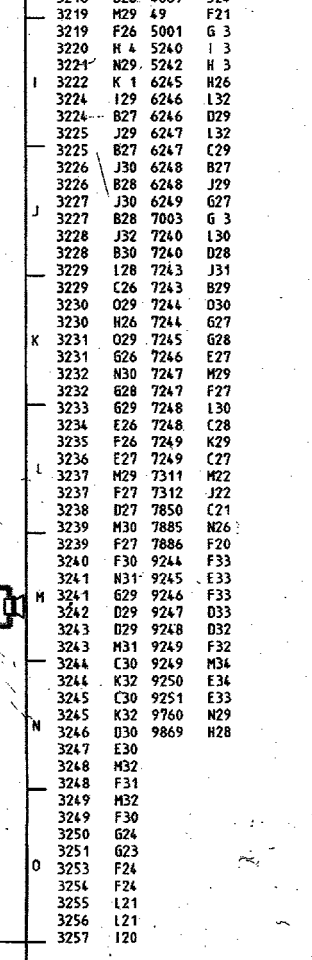 3219 M29 49 F21
3219 F26 5001 G 3
3220 H 4 5240 I 3
3221 N29 5242 H 3
I 3222 K 1 6245 H26
3224 I29 6246 L32
3224 B27 6246 D29
3225 J29 6247 L32
3225 B27 6247 C29
3226 J30 6248 B27
3226 B28 6248 J29
J 3227 J30 6249 G27
3227 B28 7003 G 3
3228 J32 7240 L30
3228 B30 7240 D28
3229 L28 7243 J31
3229 C26 7243 B29
3230 O29 7244 O30
3230 H26 7244 G27
K 3231 O29 7245 G28
3231 G26 7246 E27
3232 N30 7247 M29
3232 G28 7247 F27
3233 G29 7248 L30
3234 E26 7248 C28
3235 F26 7249 K29
L 3236 E27 7249 C27
3237 M29 7311 M22
3237 F27 7312 J22
3238 D27 7850 C21
3239 M30 7885 N26
3239 F27 7886 F20
3240 F30 9244 F33
3241 N31 9245 E33
M 3241 G29 9246 F33
3242 D29 9247 D33
3243 D29 9248 D32
3243 M31 9249 F32
3244 C30 9249 M34
3244 K32 9250 E34
3245 C30 9251 E33
N 3245 K32 9760 N29
3246 D30 9869 H28
3247 E30
3248 M32
3248 F31
3249 M32
3249 F30
3250 G24
3251 G23
O 3253 F24
3254 F24
3255 L21
3256 L21
3257 I20